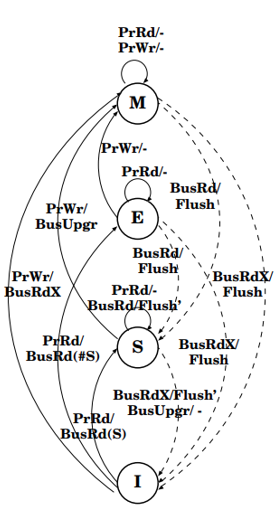 PrRd/-
PrWr/-
M
PrWr/-
PrRd/-
BusRd/
Flush
PrWr/
BusUpgr
E
BusRd/
Flush
PrWr/
BusRdX
PrRd/-
BusRd/Flush'
BusRdX/
Flush
PrRd/
BusRd(#S)
S
BusRdX/
Flush
BusRdX/Flush'
BusUpgr/ -
PrRd/
BusRd(S)
I